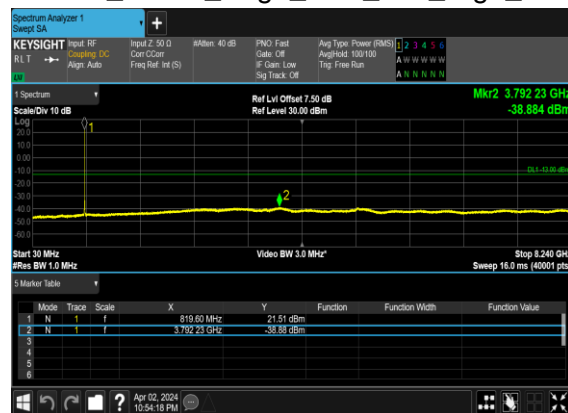 Spectrum Analyzer 1
Swept SA
+
KEYSIGHT Input: RF Input Z: 50 Ω #Atten: 40 dB PNO: Fast Avg Type: Power (RMS) 1 2 3 4 5 6
RLT Coupling: DC Corr CCorr Gate: Off Avg|Hold: 100/100 A W W W W W
Align: Auto Freq Ref: Int (S) IF Gain: Low Trig: Free Run
Sig Track: Off A N N N N N
1 Spectrum Ref Lvl Offset 7.50 dB Mkr2 3.792 23 GHz
Scale/Div 10 dB Ref Level 30.00 dBm -38.884 dBm
Log
1
20.0
10.0
0.00
-10.0 DL1 -13.00 dBm
-20.0
-30.0 2
-40.0
-50.0
-60.0
Start 30 MHz Video BW 3.0 MHz* Stop 8.240 GHz
#Res BW 1.0 MHz Sweep 16.0 ms (40001 pts)
5 Marker Table
Mode Trace Scale X Y Function Function Width Function Value
1 N 1 f 819.60 MHz 21.51 dBm
2 N 1 f 3.792 23 GHz -38.88 dBm
3
4
5
6
? Apr 02, 2024
10:54:18 PM